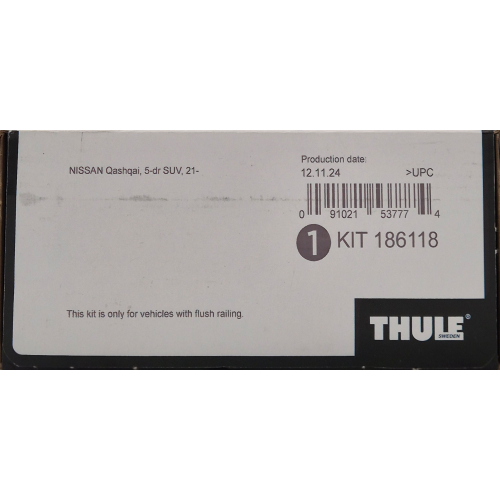 NISSAN Qashqai, 5-dr SUV, 21-
Production date:
12.11.24 >UPC
0 91021 53777 4
1 KIT 186118
This kit is only for vehicles with flush railing.
THULE®
SWEDEN